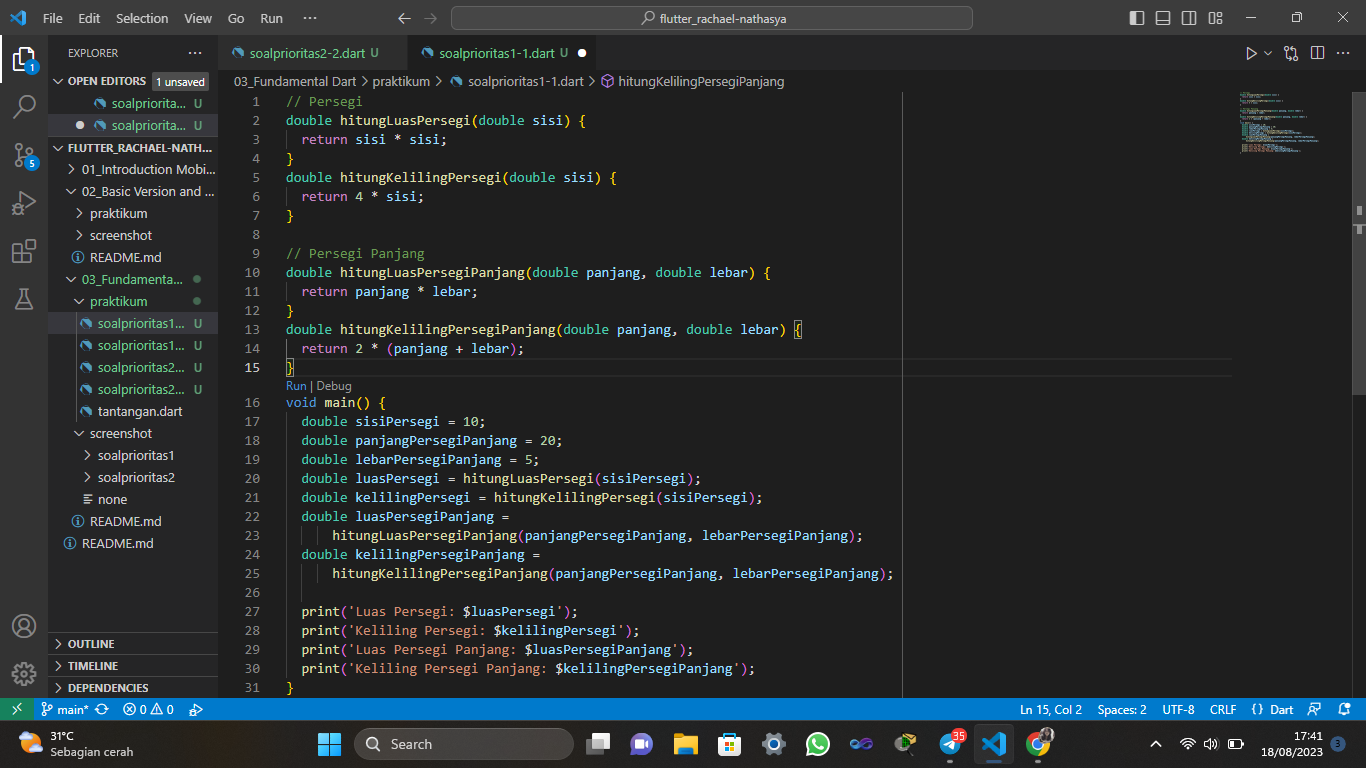 File Edit Selection View Go Run ···
flutter_rachael-nathasya
EXPLORER ···
OPEN EDITORS 1 unsaved
soalpriorita... U
soalpriorita... U
FLUTTER_RACHAEL-NATH...
01_Introduction Mobi...
02_Basic Version and ...
praktikum
screenshot
README.md
03_Fundamenta...
praktikum
soalprioritas1... U
soalprioritas1... U
soalprioritas2... U
soalprioritas2... U
tantangan.dart
screenshot
soalprioritas1
soalprioritas2
none
README.md
README.md
OUTLINE
TIMELINE
DEPENDENCIES
1
5
soalprioritas2-2.dart U
soalprioritas1-1.dart U
03_Fundamental Dart > praktikum > soalprioritas1-1.dart > hitungKelilingPersegiPanjang
1 // Persegi
2 double hitungLuasPersegi(double sisi) {
3 return sisi * sisi;
4 }
5 double hitungKelilingPersegi(double sisi) {
6 return 4 * sisi;
7 }
8
9 // Persegi Panjang
10 double hitungLuasPersegiPanjang(double panjang, double lebar) {
11 return panjang * lebar;
12 }
13 double hitungKelilingPersegiPanjang(double panjang, double lebar) {
14 return 2 * (panjang + lebar);
15 }
Run | Debug
16 void main() {
17 double sisiPersegi = 10;
18 double panjangPersegiPanjang = 20;
19 double lebarPersegiPanjang = 5;
20 double luasPersegi = hitungLuasPersegi(sisiPersegi);
21 double kelilingPersegi = hitungKelilingPersegi(sisiPersegi);
22 double luasPersegiPanjang =
23 hitungLuasPersegiPanjang(panjangPersegiPanjang, lebarPersegiPanjang);
24 double kelilingPersegiPanjang =
25 hitungKelilingPersegiPanjang(panjangPersegiPanjang, lebarPersegiPanjang);
26
27 print('Luas Persegi: $luasPersegi');
28 print('Keliling Persegi: $kelilingPersegi');
29 print('Luas Persegi Panjang: $luasPersegiPanjang');
30 print('Keliling Persegi Panjang: $kelilingPersegiPanjang');
31 }
main* 0 0 Ln 15, Col 2 Spaces: 2 UTF-8 CRLF {} Dart
31°C
Sebagian cerah
Search
35
17:41
18/08/2023
3